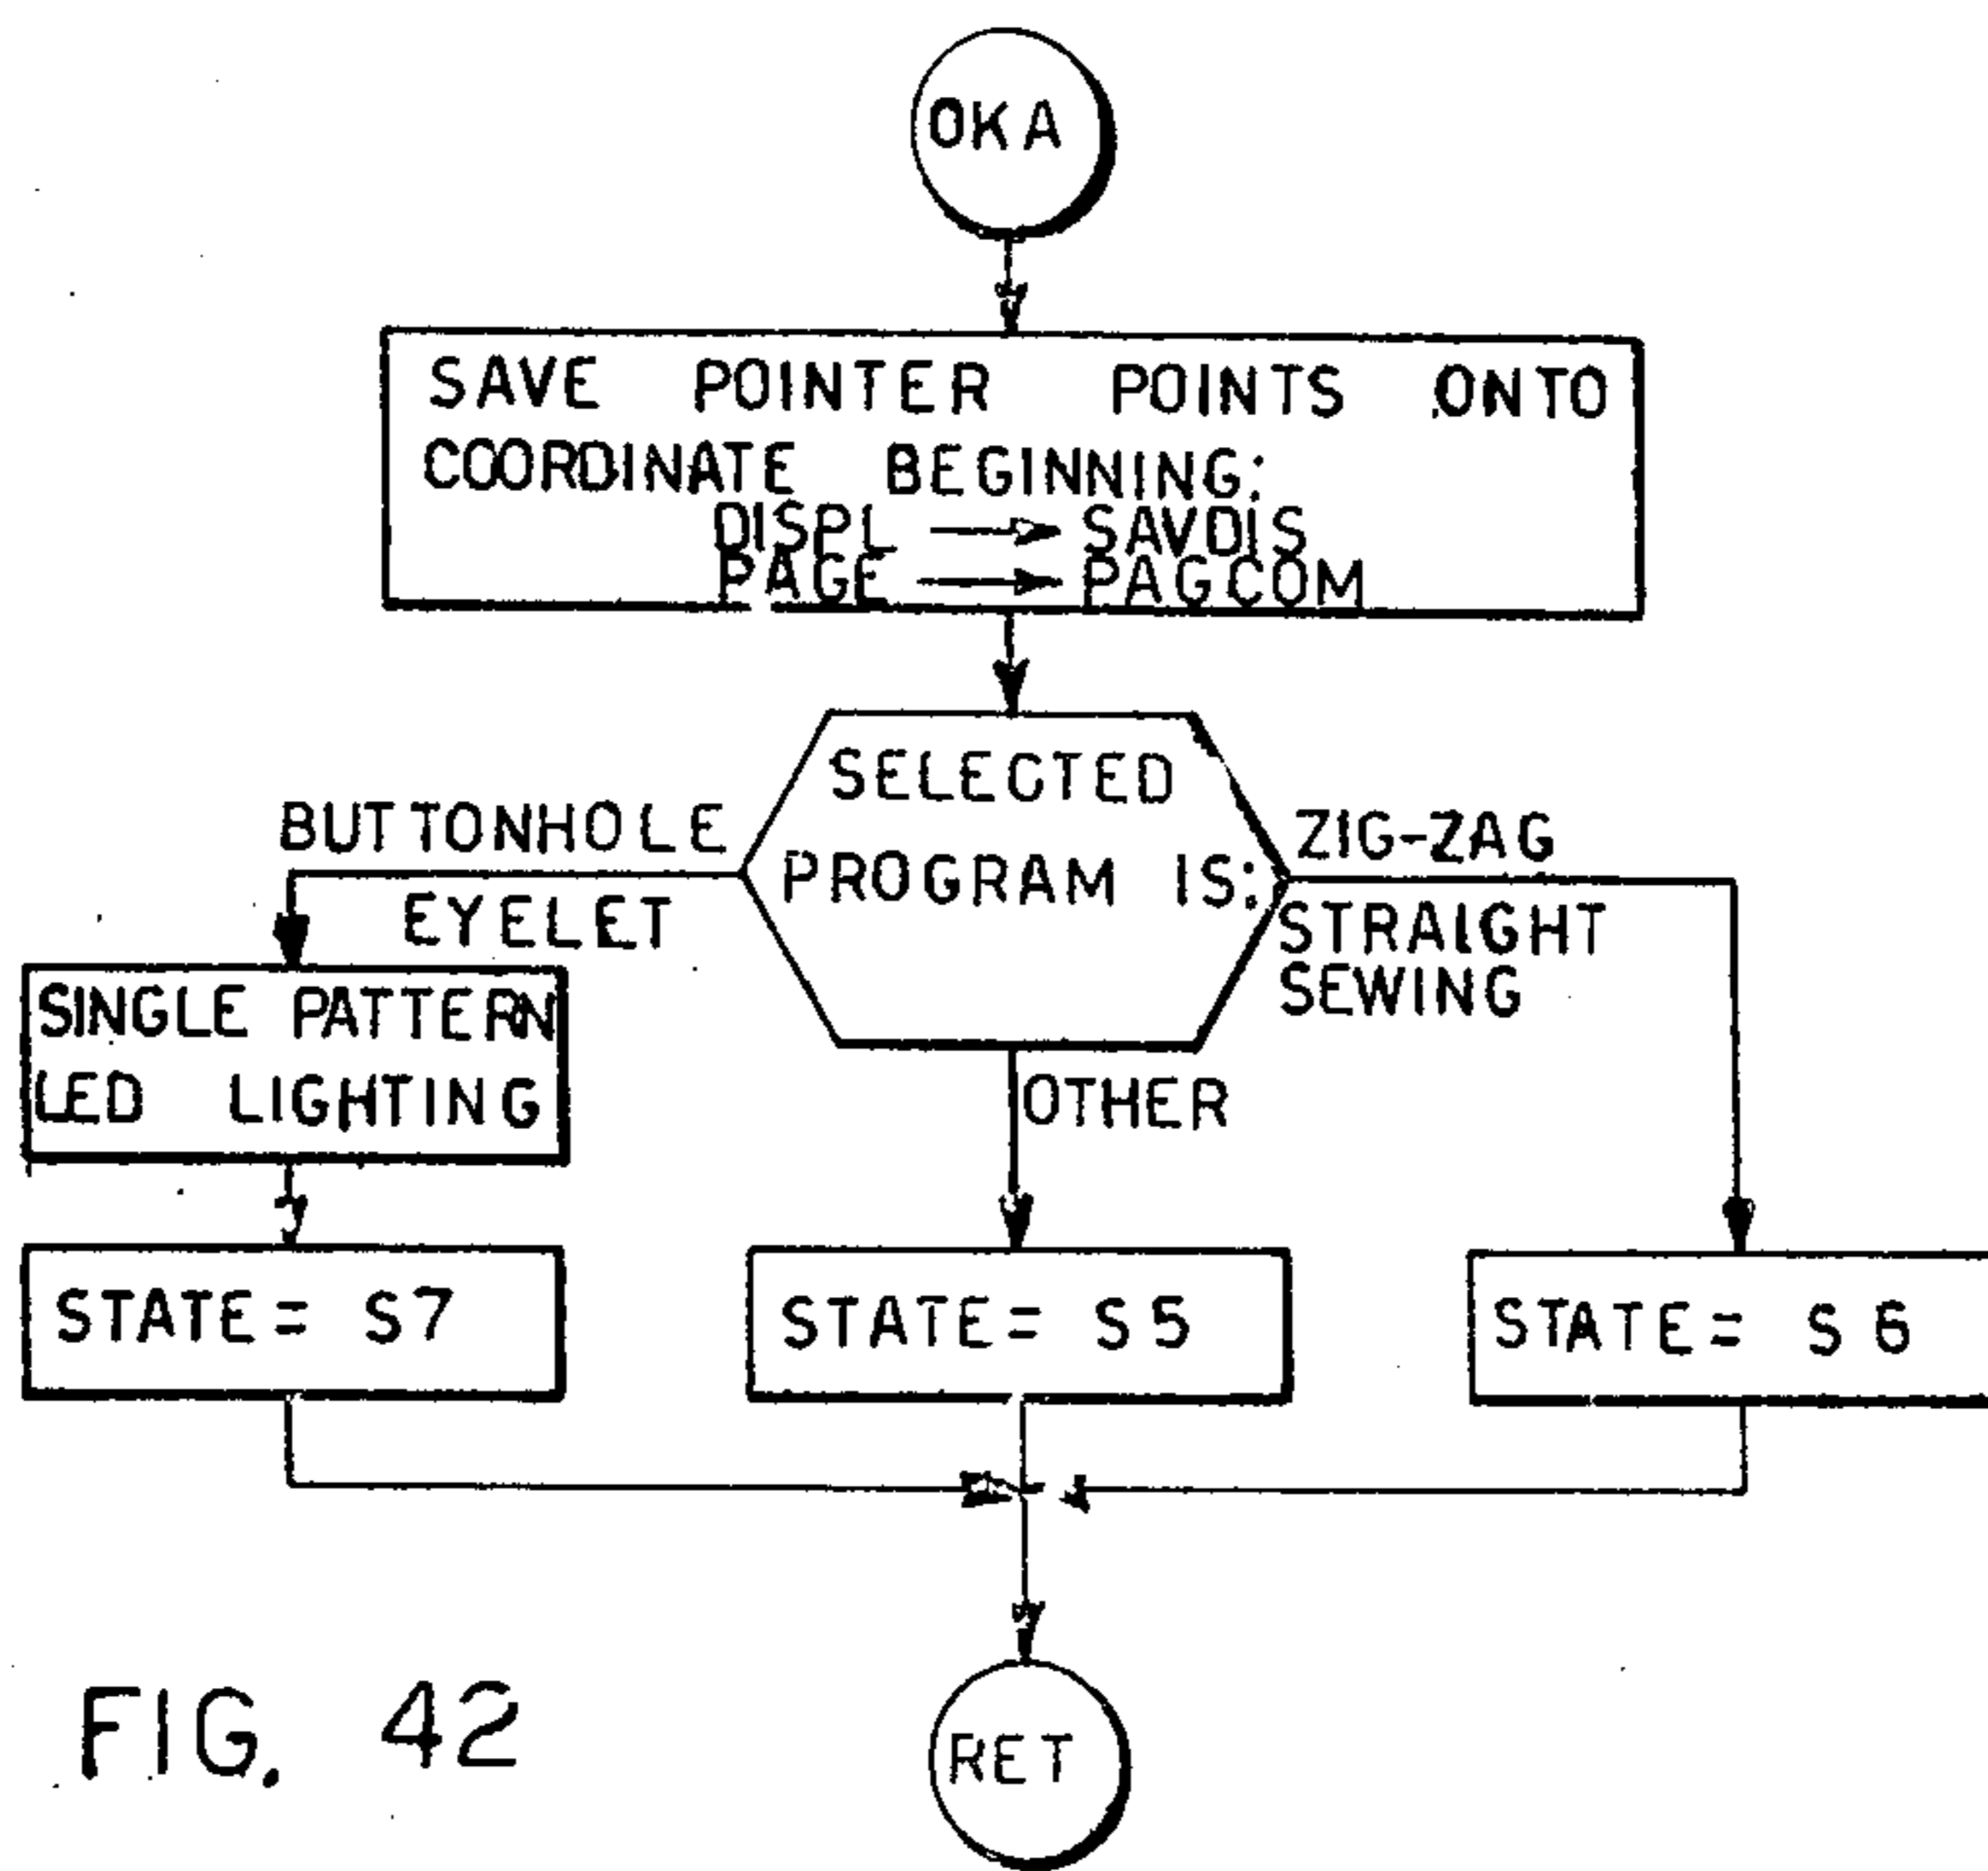 OKA
SAVE POINTER POINTS ONTO
COORDINATE BEGINNING:
DISPL → SAVDIS
PAGE → PAGCOM
SELECTED
PROGRAM IS:
BUTTONHOLE
EYELET
ZIG-ZAG
STRAIGHT
SEWING
OTHER
SINGLE PATTERN
LED LIGHTING
STATE= S7
STATE= S5
STATE= S6
RET
FIG. 42